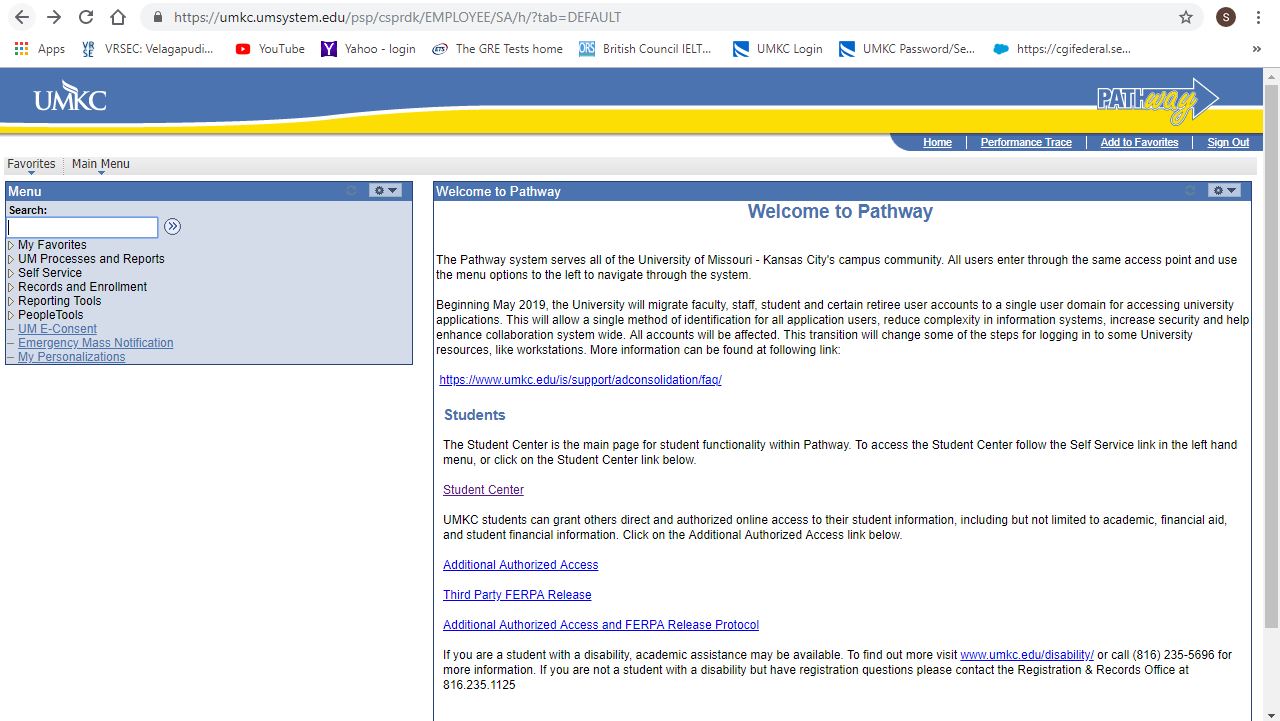 https://umkc.umsystem.edu/psp/csprdk/EMPLOYEE/SA/h/?tab=DEFAULT
S
Apps
VR SE
VRSEC: Velagapudi...
YouTube
Yahoo - login
ets
The GRE Tests home
ORS
British Council IELT...
UMKC Login
UMKC Password/Se...
https://cgifederal.se...
»
UMKC
PATHway
Home
Performance Trace
Add to Favorites
Sign Out
Favorites
Main Menu
Menu
Search:
My Favorites
UM Processes and Reports
Self Service
Records and Enrollment
Reporting Tools
PeopleTools
UM E-Consent
Emergency Mass Notification
My Personalizations
Welcome to Pathway
Welcome to Pathway
The Pathway system serves all of the University of Missouri - Kansas City's campus community. All users enter through the same access point and use
the menu options to the left to navigate through the system.
Beginning May 2019, the University will migrate faculty, staff, student and certain retiree user accounts to a single user domain for accessing university
applications. This will allow a single method of identification for all application users, reduce complexity in information systems, increase security and help
enhance collaboration system wide. All accounts will be affected. This transition will change some of the steps for logging in to some University
resources, like workstations. More information can be found at following link:
https://www.umkc.edu/is/support/adconsolidation/faq/
Students
The Student Center is the main page for student functionality within Pathway. To access the Student Center follow the Self Service link in the left hand
menu, or click on the Student Center link below.
Student Center
UMKC students can grant others direct and authorized online access to their student information, including but not limited to academic, financial aid,
and student financial information. Click on the Additional Authorized Access link below.
Additional Authorized Access
Third Party FERPA Release
Additional Authorized Access and FERPA Release Protocol
If you are a student with a disability, academic assistance may be available. To find out more visit www.umkc.edu/disability/ or call (816) 235-5696 for
more information. If you are not a student with a disability but have registration questions please contact the Registration & Records Office at
816.235.1125